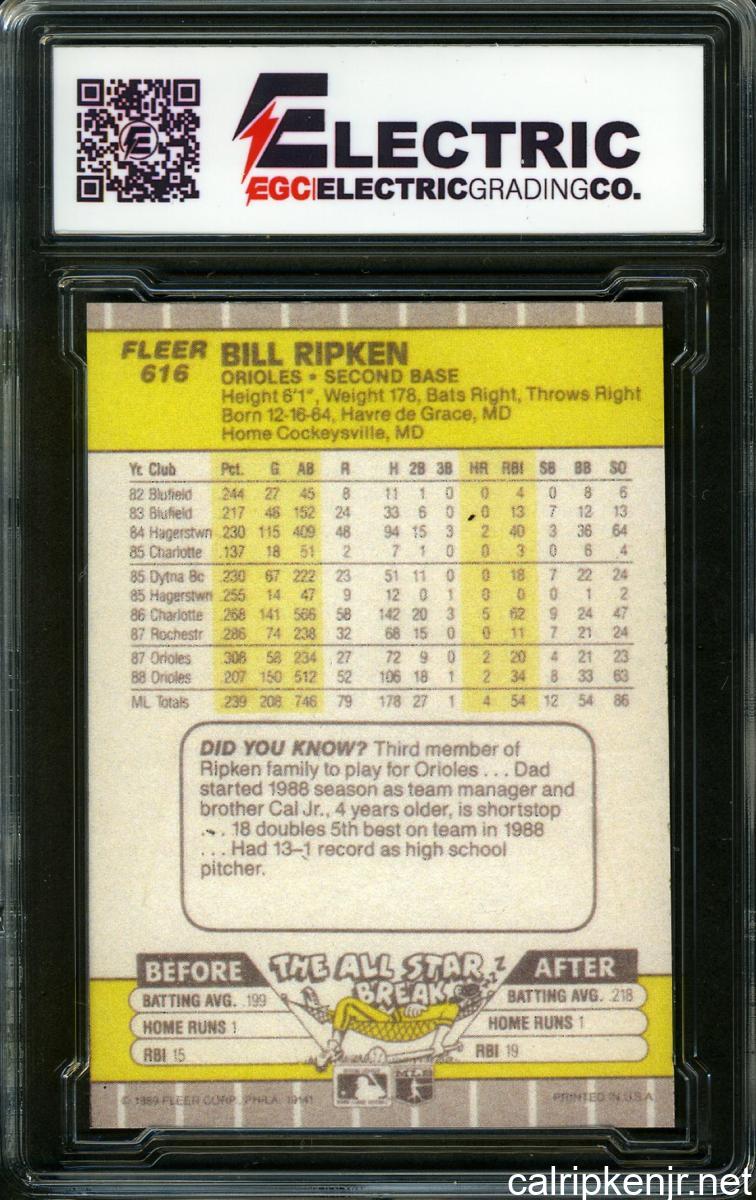 ELECTRIC
EGC|ELECTRICGRADINGCO.
FLEER 616
BILL RIPKEN
ORIOLES • SECOND BASE
Height 6'1", Weight 178, Bats Right, Throws Right
Born 12-16-64, Havre de Grace, MD
Home Cockeysville, MD
Yr. Club Pct. G AB R H 2B 3B HR RBI SB BB SO
82 Blufield .244 27 45 8 11 1 0 0 4 0 8 6
83 Blufield .217 48 152 24 33 6 0 0 13 7 12 13
84 Hagerstwn .230 115 409 48 94 15 3 2 40 3 36 64
85 Charlotte .137 18 51 2 7 1 0 0 3 0 6 4
85 Dytna Bc .230 67 222 23 51 11 0 0 18 7 22 24
85 Hagerstwn .255 14 47 9 12 0 1 0 0 0 1 2
86 Charlotte .268 141 566 58 142 20 3 5 62 9 24 47
87 Rochestr .286 74 238 32 68 15 0 0 11 7 21 24
87 Orioles .308 58 234 27 72 9 0 2 20 4 21 23
88 Orioles .207 150 512 52 106 18 1 2 34 8 33 63
ML Totals .239 208 746 79 178 27 1 4 54 12 54 86
DID YOU KNOW? Third member of
Ripken family to play for Orioles . . . Dad
started 1988 season as team manager and
brother Cal Jr., 4 years older, is shortstop
. . . 18 doubles 5th best on team in 1988
. . . Had 13–1 record as high school
pitcher.
BEFORE THE ALL STAR BREAK AFTER
BATTING AVG. .199 BATTING AVG. .218
HOME RUNS 1 HOME RUNS 1
RBI 15 RBI 19
MLB
© 1989 FLEER CORP., PHILA. 19141 PRINTED IN U.S.A.
calripkenjr.net